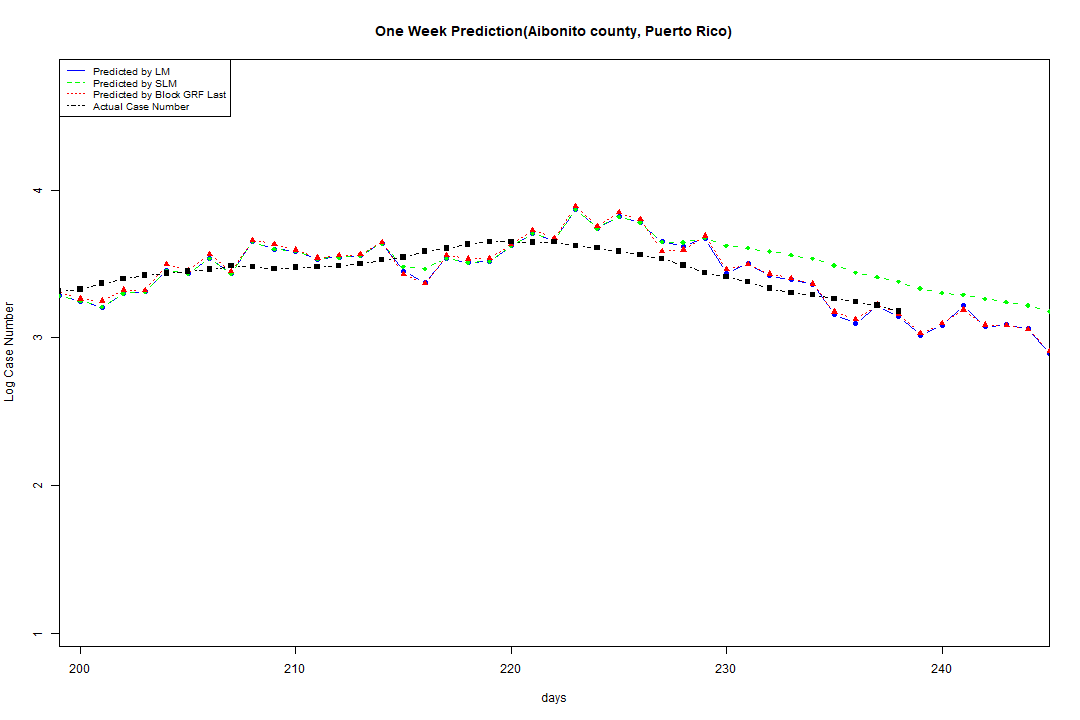 One Week Prediction(Aibonito county, Puerto Rico)
Predicted by LM
Predicted by SLM
Predicted by Block GRF Last
Actual Case Number
4
3
2
1
Log Case Number
200 210 220 230 240
days